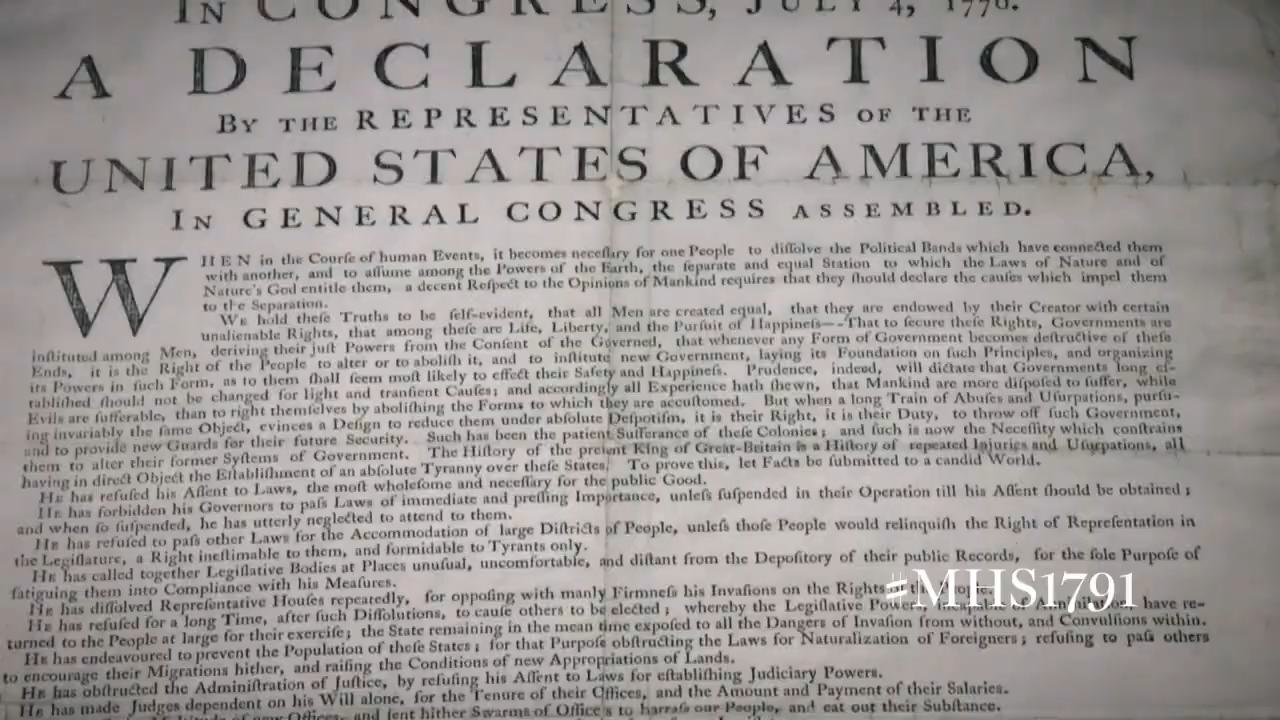 IN CONGRESS, JULY 4, 1776.
A DECLARATION
BY THE REPRESENTATIVES OF THE
UNITED STATES OF AMERICA,
IN GENERAL CONGRESS ASSEMBLED.
WHEN in the Courſe of human Events, it becomes neceſſary for one People to diſſolve the Political Bands which have connected them
with another, and to aſſume among the Powers of the Earth, the ſeparate and equal Station to which the Laws of Nature and of
Nature's God entitle them, a decent Reſpect to the Opinions of Mankind requires that they ſhould declare the cauſes which impel them
to the Separation.
WE hold theſe Truths to be ſelf-evident, that all Men are created equal, that they are endowed by their Creator with certain
unalienable Rights, that among theſe are Life, Liberty, and the Purſuit of Happineſs—-That to ſecure theſe Rights, Governments are
inſtituted among Men, deriving their juſt Powers from the Conſent of the Governed, that whenever any Form of Government becomes deſtructive of theſe
Ends, it is the Right of the People to alter or to aboliſh it, and to inſtitute new Government, laying its Foundation on ſuch Principles, and organizing
its Powers in ſuch Form, as to them ſhall ſeem moſt likely to effect their Safety and Happineſs. Prudence, indeed, will dictate that Governments long eſ-
tabliſhed ſhould not be changed for light and tranſient Cauſes; and accordingly all Experience hath ſhewn, that Mankind are more diſpoſed to ſuffer, while
Evils are ſufferable, than to right themſelves by aboliſhing the Forms to which they are accuſtomed. But when a long Train of Abuſes and Uſurpations, purſu-
ing invariably the ſame Object, evinces a Deſign to reduce them under abſolute Deſpotiſm, it is their Right, it is their Duty, to throw off ſuch Government,
and to provide new Guards for their future Security. Such has been the patient Sufferance of theſe Colonies; and ſuch is now the Neceſſity which conſtrains
them to alter their former Syſtems of Government. The Hiſtory of the preſent King of Great-Britain is a Hiſtory of repeated Injuries and Uſurpations, all
having in direct Object the Eſtabliſhment of an abſolute Tyranny over theſe States. To prove this, let Facts be ſubmitted to a candid World.
HE has refuſed his Aſſent to Laws, the moſt wholeſome and neceſſary for the public Good.
HE has forbidden his Governors to paſs Laws of immediate and preſſing Importance, unleſs ſuſpended in their Operation till his Aſſent ſhould be obtained;
and when ſo ſuſpended, he has utterly neglected to attend to them.
HE has refuſed to paſs other Laws for the Accommodation of large Diſtricts of People, unleſs thoſe People would relinquiſh the Right of Repreſentation in
the Legiſlature, a Right ineſtimable to them, and formidable to Tyrants only.
HE has called together Legiſlative Bodies at Places unuſual, uncomfortable, and diſtant from the Depoſitory of their public Records, for the ſole Purpoſe of
fatiguing them into Compliance with his Meaſures.
HE has diſſolved Repreſentative Houſes repeatedly, for oppoſing with manly Firmneſs his Invaſions on the Rights
#MHS1791
HE has refuſed for a long Time, after ſuch Diſſolutions, to cauſe others to be elected; whereby the Legiſlative Powers, have re-
turned to the People at large for their exerciſe; the State remaining in the mean time expoſed to all the Dangers of Invaſion from without, and Convulſions within.
HE has endeavoured to prevent the Population of theſe States; for that Purpoſe obſtructing the Laws for Naturalization of Foreigners; refuſing to paſs others
to encourage their Migrations hither, and raiſing the Conditions of new Appropriations of Lands.
HE has obſtructed the Adminiſtration of Juſtice, by refuſing his Aſſent to Laws for eſtabliſhing Judiciary Powers.
HE has made Judges dependent on his Will alone, for the Tenure of their Offices, and the Amount and Payment of their Salaries.
of new Offices, and ſent hither Swarms of Officers to harraſs our People, and eat out their Subſtance.